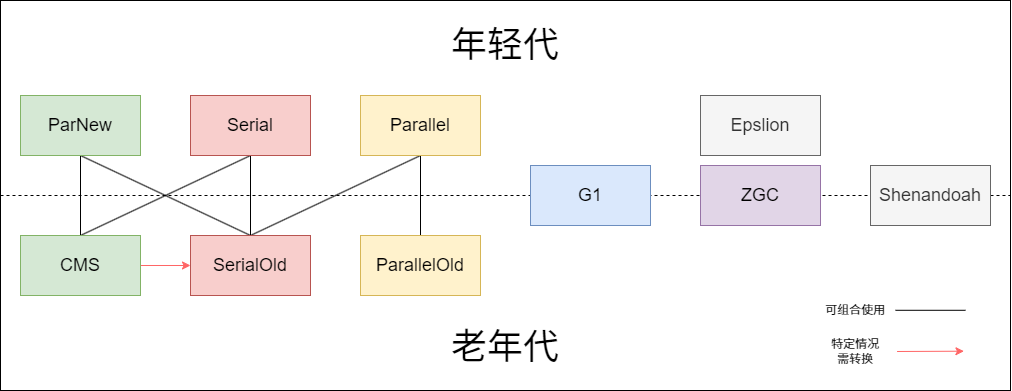 年轻代
ParNew
Serial
Parallel
Epslion
G1
ZGC
Shenandoah
CMS
SerialOld
ParallelOld
可组合使用
老年代
特定情况
需转换